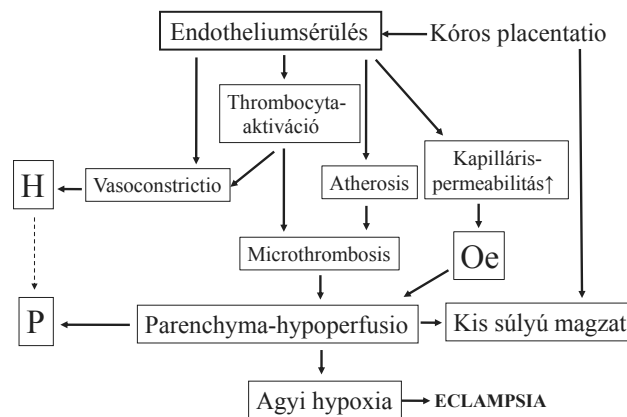 Endotheliumsérülés
Kóros placentatio
Thrombocyta-
aktiváció
H
Vasoconstrictio
Atherosis
Kapilláris-
permeabilitás↑
Microthrombosis
Oe
P
Parenchyma-hypoperfusio
Kis súlyú magzat
Agyi hypoxia
ECLAMPSIA